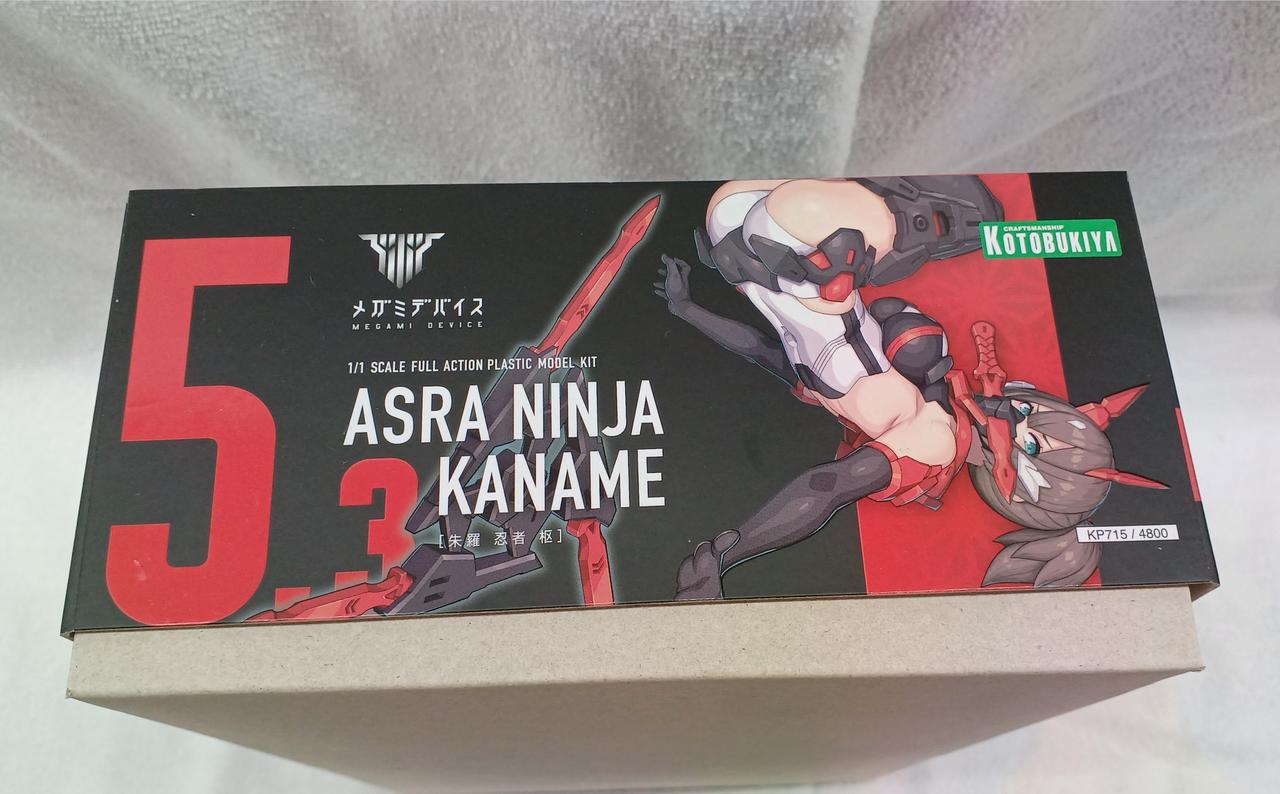 5.3
メガミデバイス
MEGAMI DEVICE
1/1 SCALE FULL ACTION PLASTIC MODEL KIT
ASRA NINJA
KANAME
[朱羅 忍者 枢]
CRAFTSMANSHIP
KOTOBUKIYA
KP715 / 4800